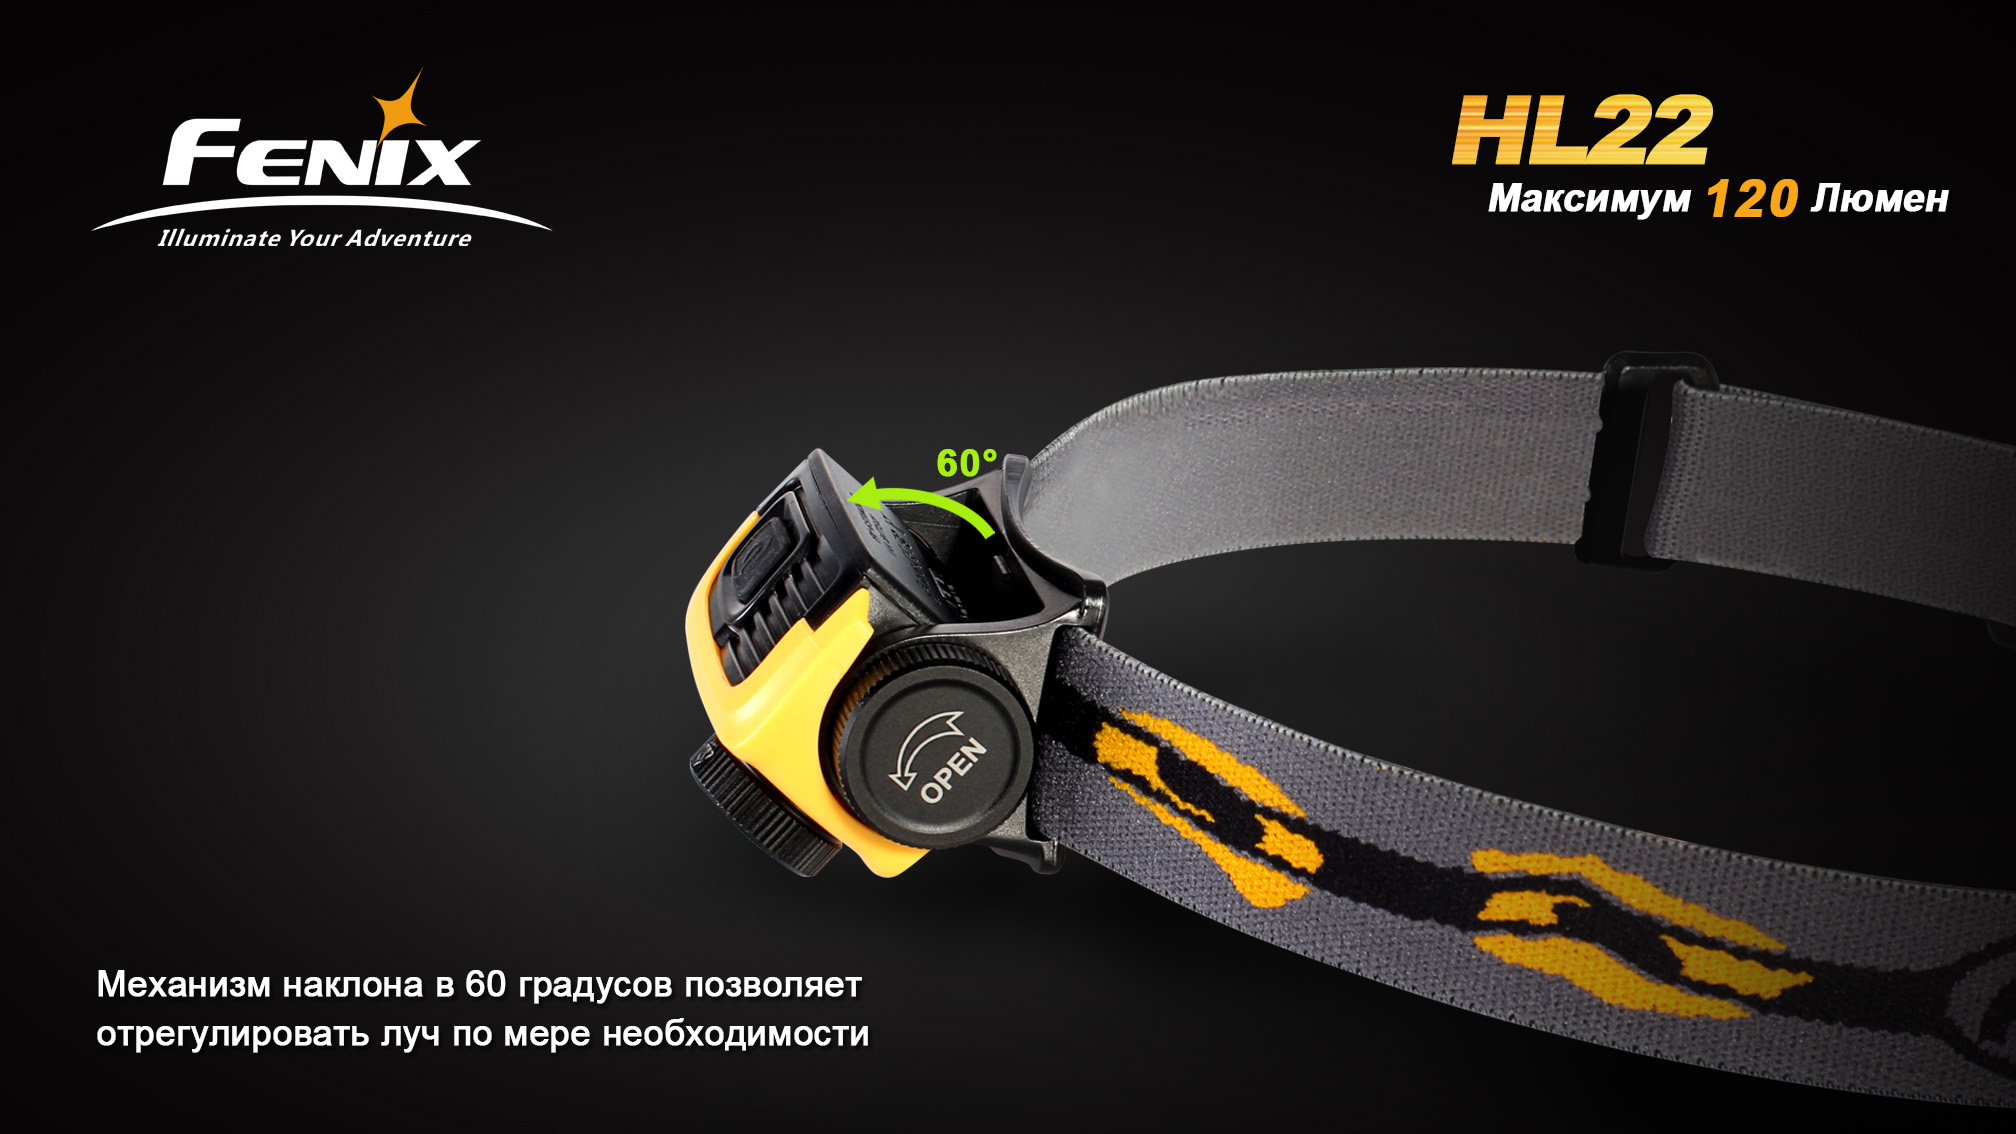 FENIX
Illuminate Your Adventure
HL22
Максимум 120 Люмен
60°
OPEN
Механизм наклона в 60 градусов позволяет
отрегулировать луч по мере необходимости